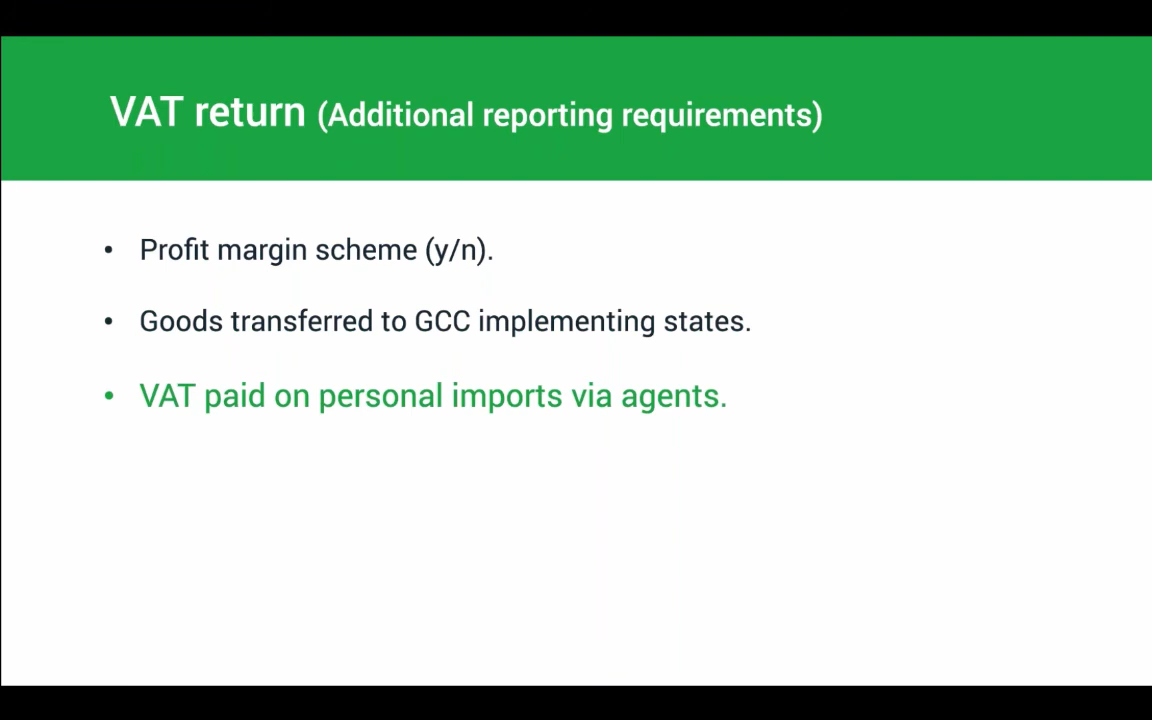 VAT return (Additional reporting requirements)
• Profit margin scheme (y/n).
• Goods transferred to GCC implementing states.
• VAT paid on personal imports via agents.